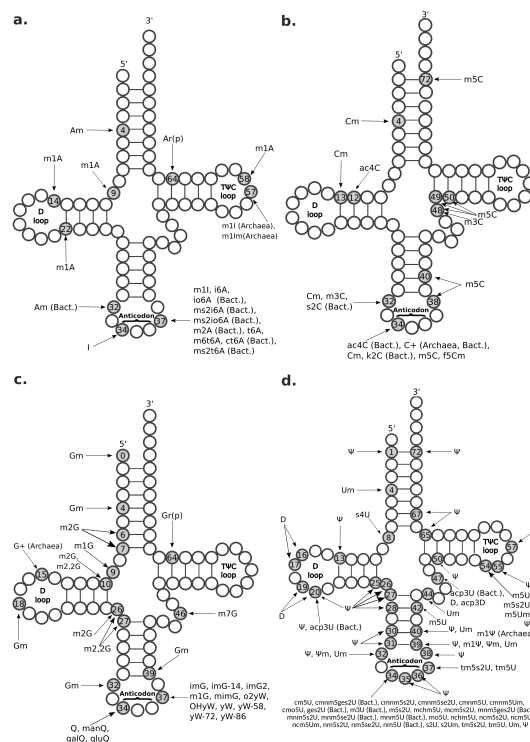 a.
3'
5'
Am
4
Ar(p)
64
m1A
58
57
m1A
9
m1A
14
D
loop
TΨC
loop
m1I (Archaea),
m1Im(Archaea)
22
m1A
Am (Bact.)
32
Anticodon
37
34
I
m1I, i6A,
io6A (Bact.),
ms2i6A (Bact.),
ms2io6A (Bact.),
m2A (Bact.), t6A,
m6t6A, ct6A (Bact.),
ms2t6A (Bact.)
b.
3'
5'
72
m5C
Cm
4
Cm
ac4C
13
12
D
loop
TΨC
loop
49
50
48
m5C
m3C
40
m5C
Cm, m3C,
s2C (Bact.)
32
38
Anticodon
34
ac4C (Bact.), C+ (Archaea, Bact.),
Cm, k2C (Bact.), m5C, f5Cm
c.
3'
5'
Gm
0
Gm
4
Gr(p)
m2G
6
7
64
m1G
G+ (Archaea)
m2G,
m2,2G
15
9
10
D
loop
TΨC
loop
18
Gm
26
27
46
m7G
m2G
m2,2G
Gm
39
Gm
32
Anticodon
37
34
imG, imG-14, imG2,
m1G, mimG, o2yW,
OHyW, yW, yW-58,
yW-72, yW-86
Q, manQ,
galQ, gluQ
d.
3'
5'
Ψ
1
72
Ψ
Um
4
s4U
67
Ψ
8
65
D
16
17
Ψ
13
D
loop
TΨC
loop
57
50
54
55
19
20
D
25
26
27
47
Ψ
Ψ
Ψ, acp3U (Bact.)
28
44
42
acp3U (Bact.),
D, acp3D
Um
m5U
m5U
m5s2U
m5Um
Ψ
Ψ
30
40
Ψ, Um
m1Ψ (Archaea
Ψ
31
39
Ψ, m1Ψ, Ψm, Um
Ψ, Ψm, Um
32
38
Ψ
Anticodon
37
tm5s2U, tm5U
34
35
36
Ψ
cm5U, cmnm5ges2U (Bact.), cmnm5s2U, cmnm5U, cmnm5Um,